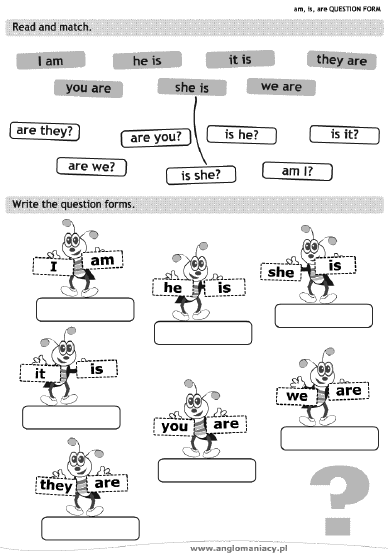 am, is, are QUESTION FORM
Read and match.
I am he is it is they are
you are she is we are
are they? are you? is he? is it?
are we? is she? am I?
Write the question forms.
I am
he is
she is
it is
you are
we are
they are
?
www.anglomaniacy.pl